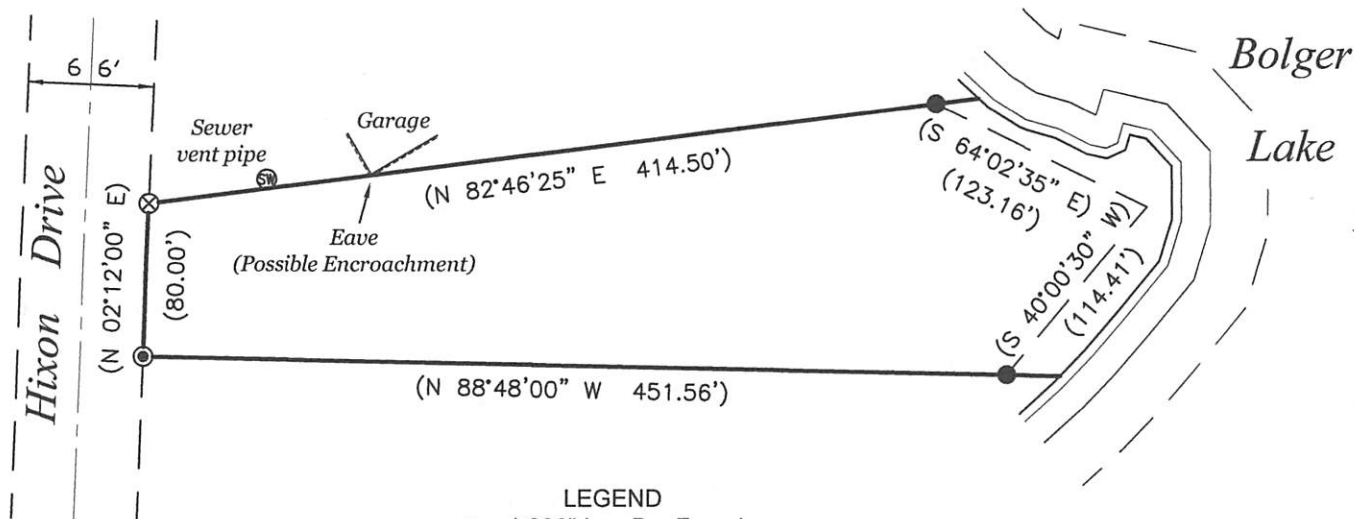 6 6'
Bolger
Lake
Hixon Drive
Sewer
vent pipe
Garage
SW
Eave
(Possible Encroachment)
(N 82°46'25" E 414.50')
(S 64°02'35" E)
(123.16')
(N 02°12'00" E)
(80.00')
(S 40°00'30" W)
(114.41')
(N 88°48'00" W 451.56')
LEGEND